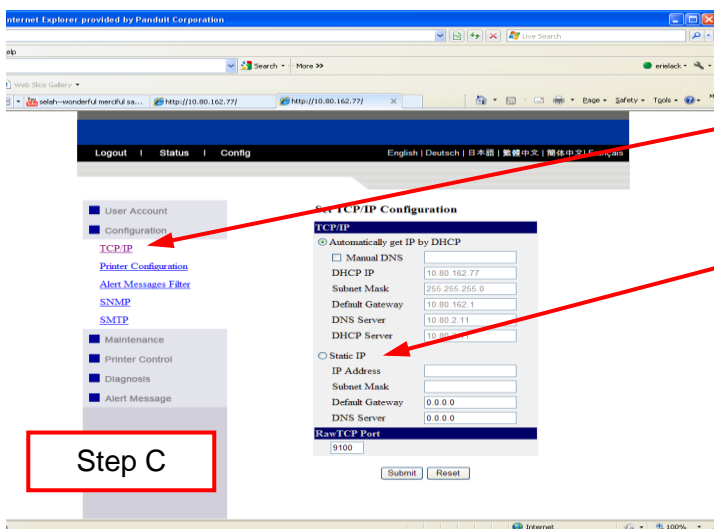 nternet Explorer provided by Panduit Corporation
Live Search
elp
Search More >>
erielack
Web Slice Gallery
selah--wonderful merciful sa... http://10.80.162.77/ http://10.80.162.77/ Page Safety Tools
Logout | Status | Config English | Deutsch | 日本語 | 繁體中文 | 簡体中文 | Français
User Account
Configuration
TCP/IP
Printer Configuration
Alert Messages Filter
SNMP
SMTP
Maintenance
Printer Control
Diagnosis
Alert Message
Set TCP/IP Configuration
TCP/IP
Automatically get IP by DHCP
Manual DNS
DHCP IP 10.80.162.77
Subnet Mask 255.255.255.0
Default Gateway 10.80.162.1
DNS Server 10.80.2.11
DHCP Server
Static IP
IP Address
Subnet Mask
Default Gateway 0.0.0.0
DNS Server 0.0.0.0
RawTCP Port
9100
Submit Reset
Step C
Internet 100%